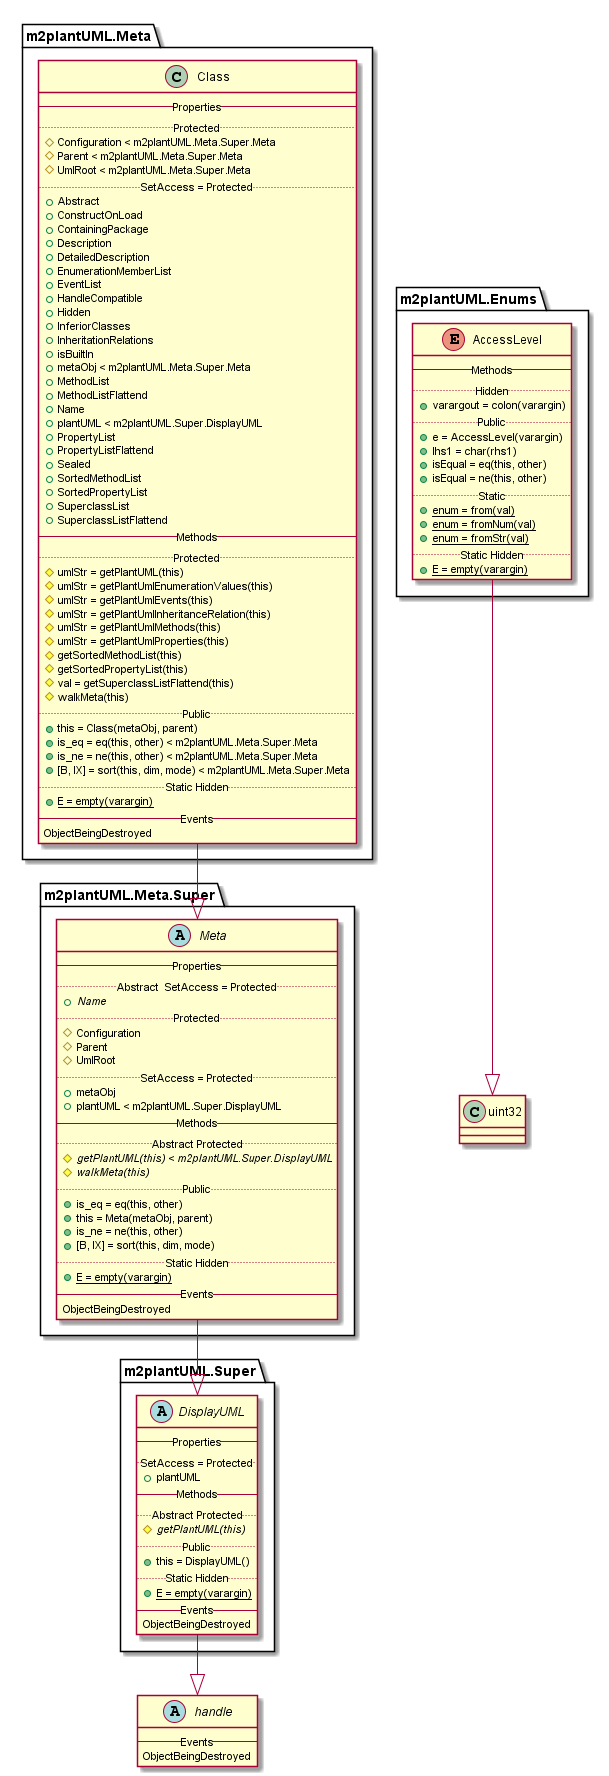 m2plantUML.Meta
C Class
Properties
Protected
Configuration < m2plantUML.Meta.Super.Meta
Parent < m2plantUML.Meta.Super.Meta
UmlRoot < m2plantUML.Meta.Super.Meta
SetAccess = Protected
Abstract
ConstructOnLoad
ContainingPackage
Description
DetailedDescription
EnumerationMemberList
EventList
HandleCompatible
Hidden
InferiorClasses
InheritationRelations
isBuiltIn
metaObj < m2plantUML.Meta.Super.Meta
MethodList
MethodListFlattend
Name
plantUML < m2plantUML.Super.DisplayUML
PropertyList
PropertyListFlattend
Sealed
SortedMethodList
SortedPropertyList
SuperclassList
SuperclassListFlattend
Methods
Protected
umlStr = getPlantUML(this)
umlStr = getPlantUmlEnumerationValues(this)
umlStr = getPlantUmlEvents(this)
umlStr = getPlantUmlInheritanceRelation(this)
umlStr = getPlantUmlMethods(this)
umlStr = getPlantUmlProperties(this)
getSortedMethodList(this)
getSortedPropertyList(this)
val = getSuperclassListFlattend(this)
walkMeta(this)
Public
this = Class(metaObj, parent)
is_eq = eq(this, other) < m2plantUML.Meta.Super.Meta
is_ne = ne(this, other) < m2plantUML.Meta.Super.Meta
[B, IX] = sort(this, dim, mode) < m2plantUML.Meta.Super.Meta
Static Hidden
E = empty(varargin)
Events
ObjectBeingDestroyed
m2plantUML.Enums
E AccessLevel
Methods
Hidden
varargout = colon(varargin)
Public
e = AccessLevel(varargin)
lhs1 = char(rhs1)
isEqual = eq(this, other)
isEqual = ne(this, other)
Static
enum = from(val)
enum = fromNum(val)
enum = fromStr(val)
Static Hidden
E = empty(varargin)
m2plantUML.Meta.Super
A Meta
Properties
Abstract SetAccess = Protected
Name
Protected
Configuration
Parent
UmlRoot
SetAccess = Protected
metaObj
plantUML < m2plantUML.Super.DisplayUML
Methods
Abstract Protected
getPlantUML(this) < m2plantUML.Super.DisplayUML
walkMeta(this)
Public
is_eq = eq(this, other)
this = Meta(metaObj, parent)
is_ne = ne(this, other)
[B, IX] = sort(this, dim, mode)
Static Hidden
E = empty(varargin)
Events
ObjectBeingDestroyed
C uint32
m2plantUML.Super
A DisplayUML
Properties
SetAccess = Protected
plantUML
Methods
Abstract Protected
getPlantUML(this)
Public
this = DisplayUML()
Static Hidden
E = empty(varargin)
Events
ObjectBeingDestroyed
A handle
Events
ObjectBeingDestroyed